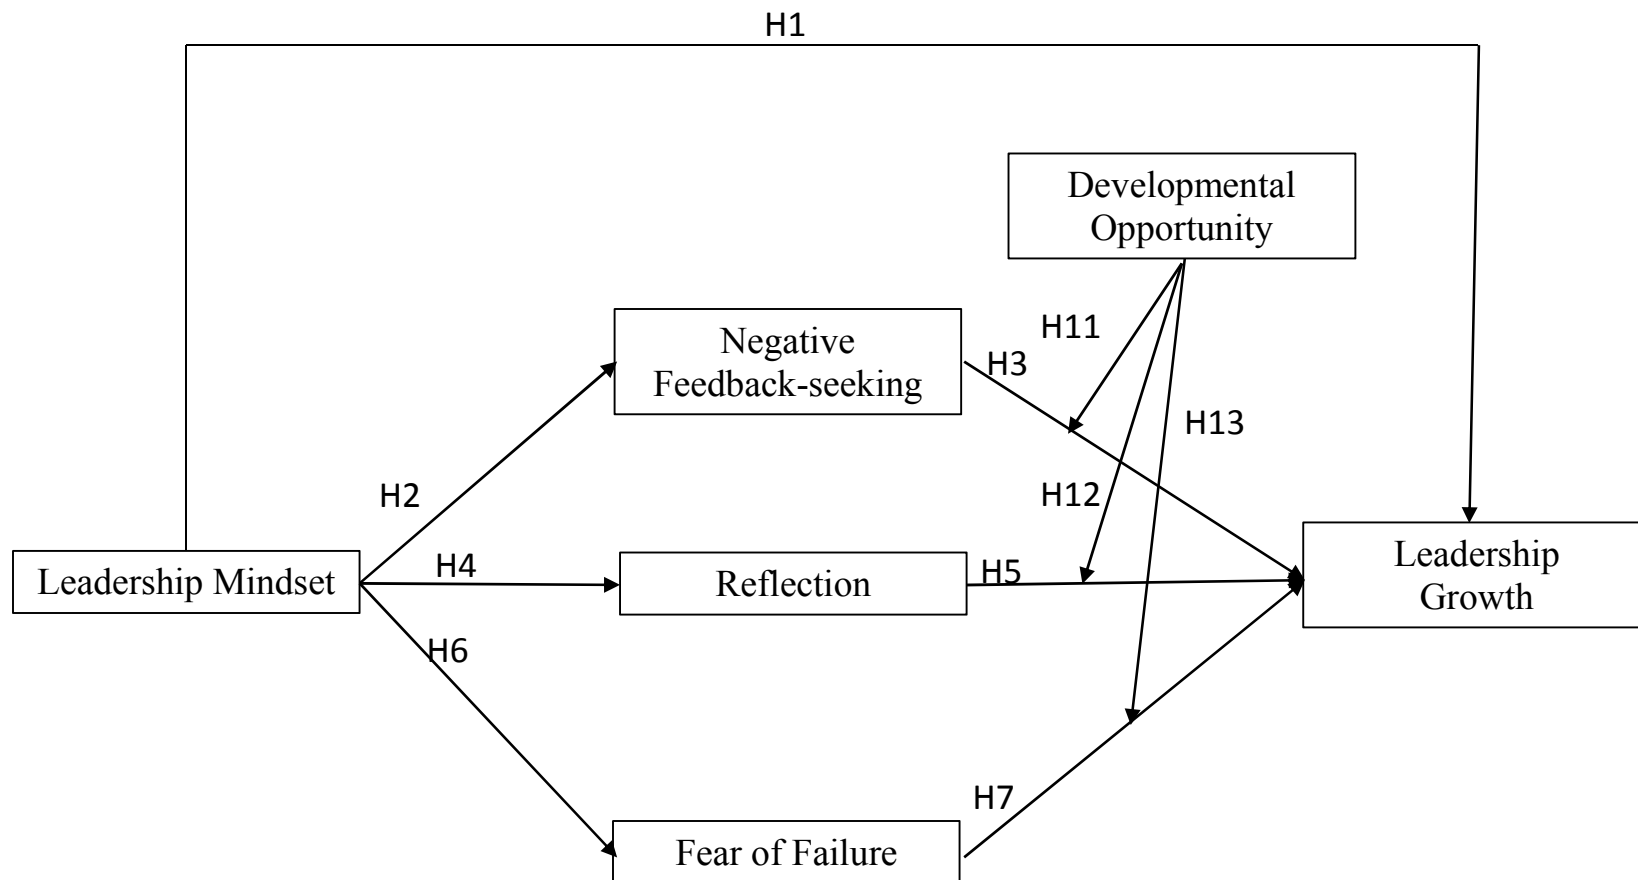 H1
Developmental
Opportunity
H11
Negative
Feedback-seeking
H3
H13
H2
H12
Leadership Mindset
H4
Reflection
H5
Leadership
Growth
H6
H7
Fear of Failure